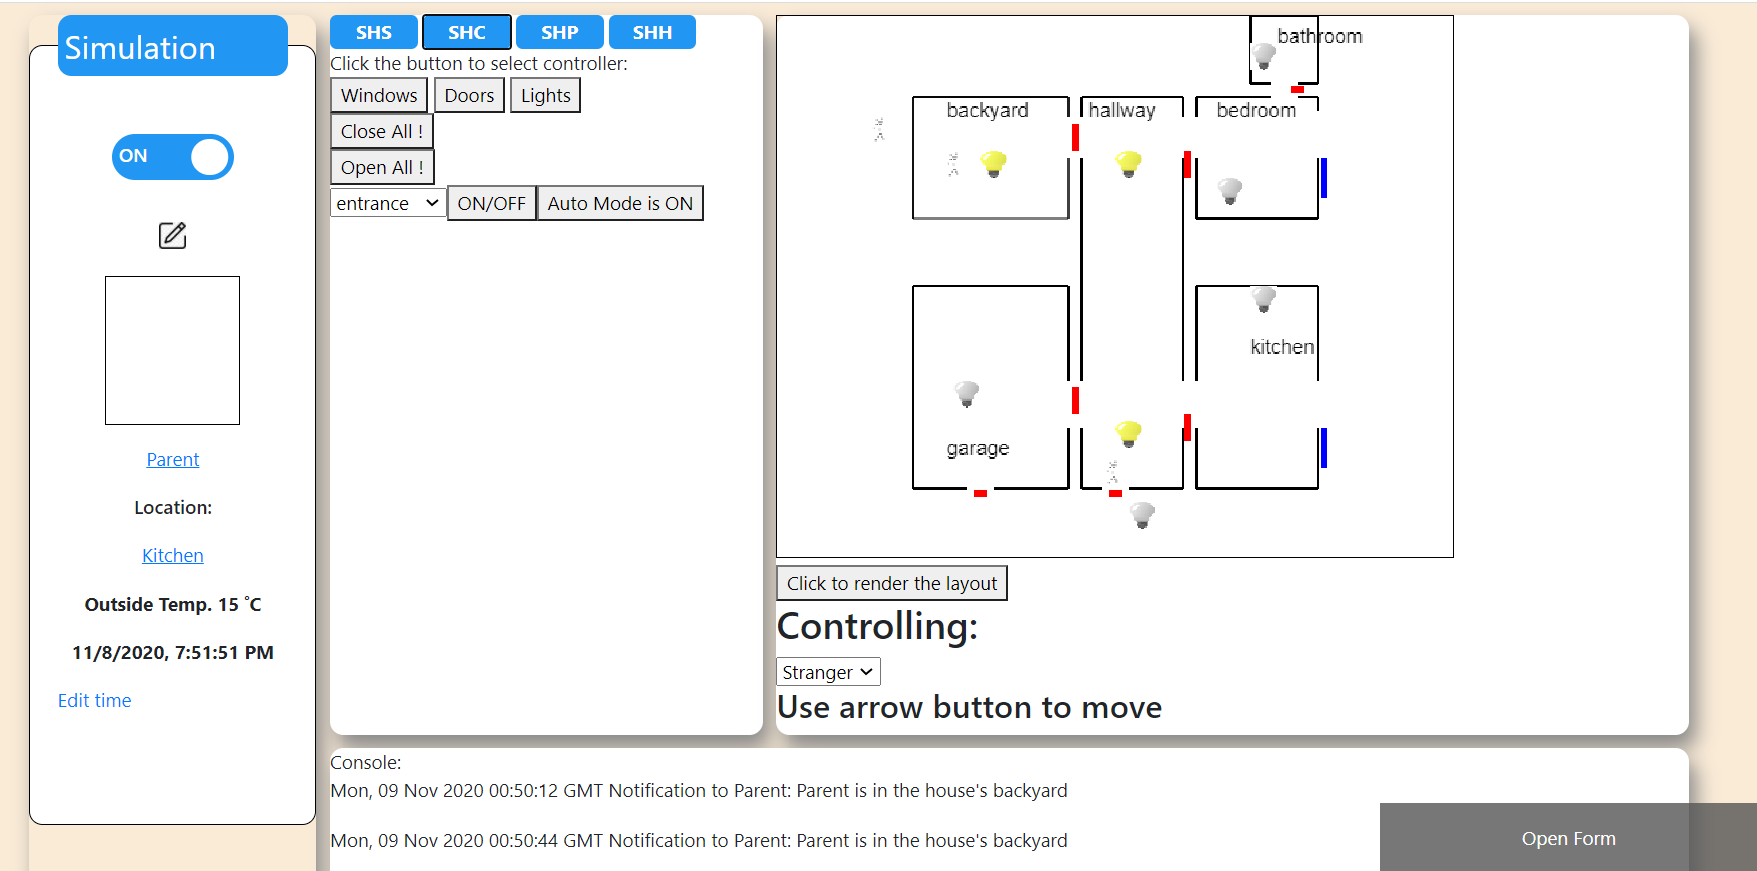 Simulation
ON
Parent
Location:
Kitchen
Outside Temp. 15 ˚C
11/8/2020, 7:51:51 PM
Edit time
SHS SHC SHP SHH
Click the button to select controller:
Windows Doors Lights
Close All !
Open All !
entrance ON/OFF Auto Mode is ON
bathroom
backyard hallway bedroom
kitchen
garage
Click to render the layout
Controlling:
Stranger
Use arrow button to move
Console:
Mon, 09 Nov 2020 00:50:12 GMT Notification to Parent: Parent is in the house's backyard
Mon, 09 Nov 2020 00:50:44 GMT Notification to Parent: Parent is in the house's backyard
Open Form